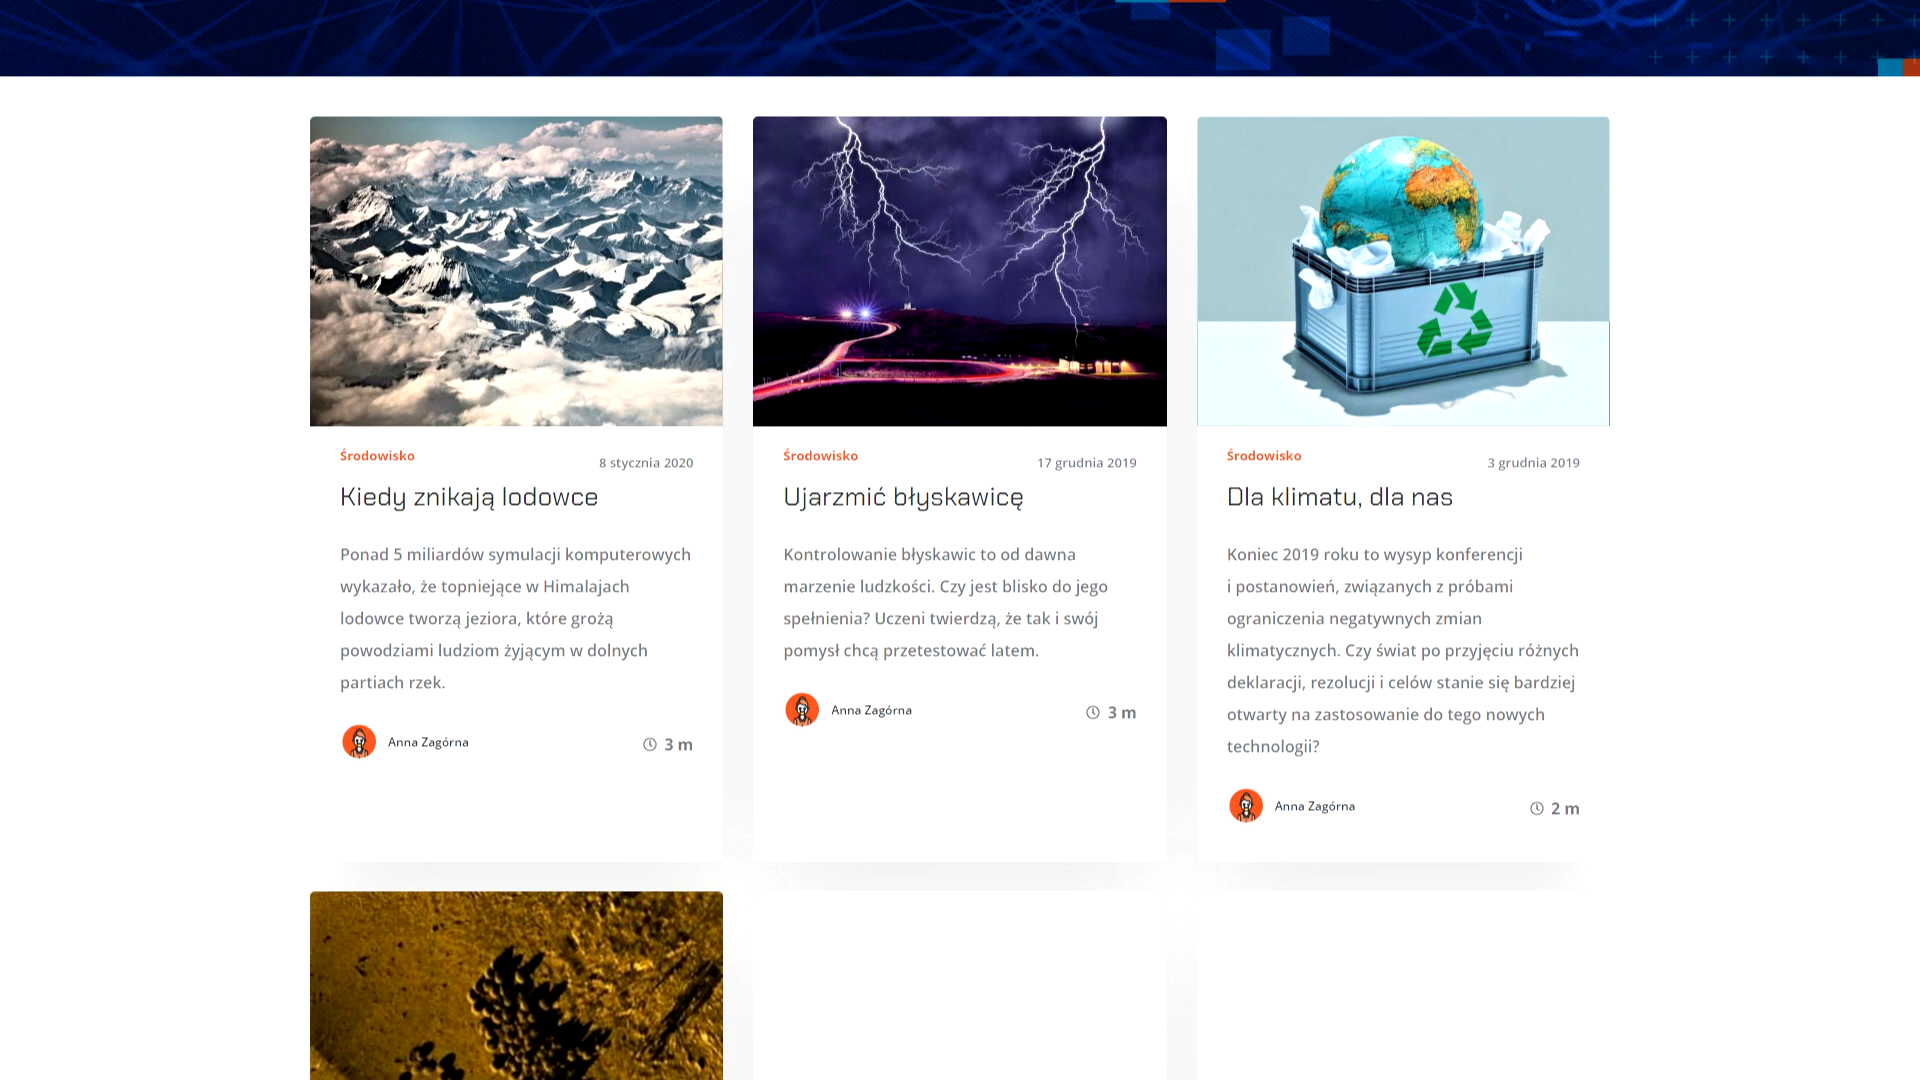 Środowisko
8 stycznia 2020
Kiedy znikają lodowce
Ponad 5 miliardów symulacji komputerowych
wykazało, że topniejące w Himalajach
lodowce tworzą jeziora, które grożą
powodziami ludziom żyjącym w dolnych
partiach rzek.
Anna Zagórna
3 m
Środowisko
17 grudnia 2019
Ujarzmić błyskawicę
Kontrolowanie błyskawic to od dawna
marzenie ludzkości. Czy jest blisko do jego
spełnienia? Uczeni twierdzą, że tak i swój
pomysł chcą przetestować latem.
Anna Zagórna
3 m
Środowisko
3 grudnia 2019
Dla klimatu, dla nas
Koniec 2019 roku to wysyp konferencji
i postanowień, związanych z próbami
ograniczenia negatywnych zmian
klimatycznych. Czy świat po przyjęciu różnych
deklaracji, rezolucji i celów stanie się bardziej
otwarty na zastosowanie do tego nowych
technologii?
Anna Zagórna
2 m